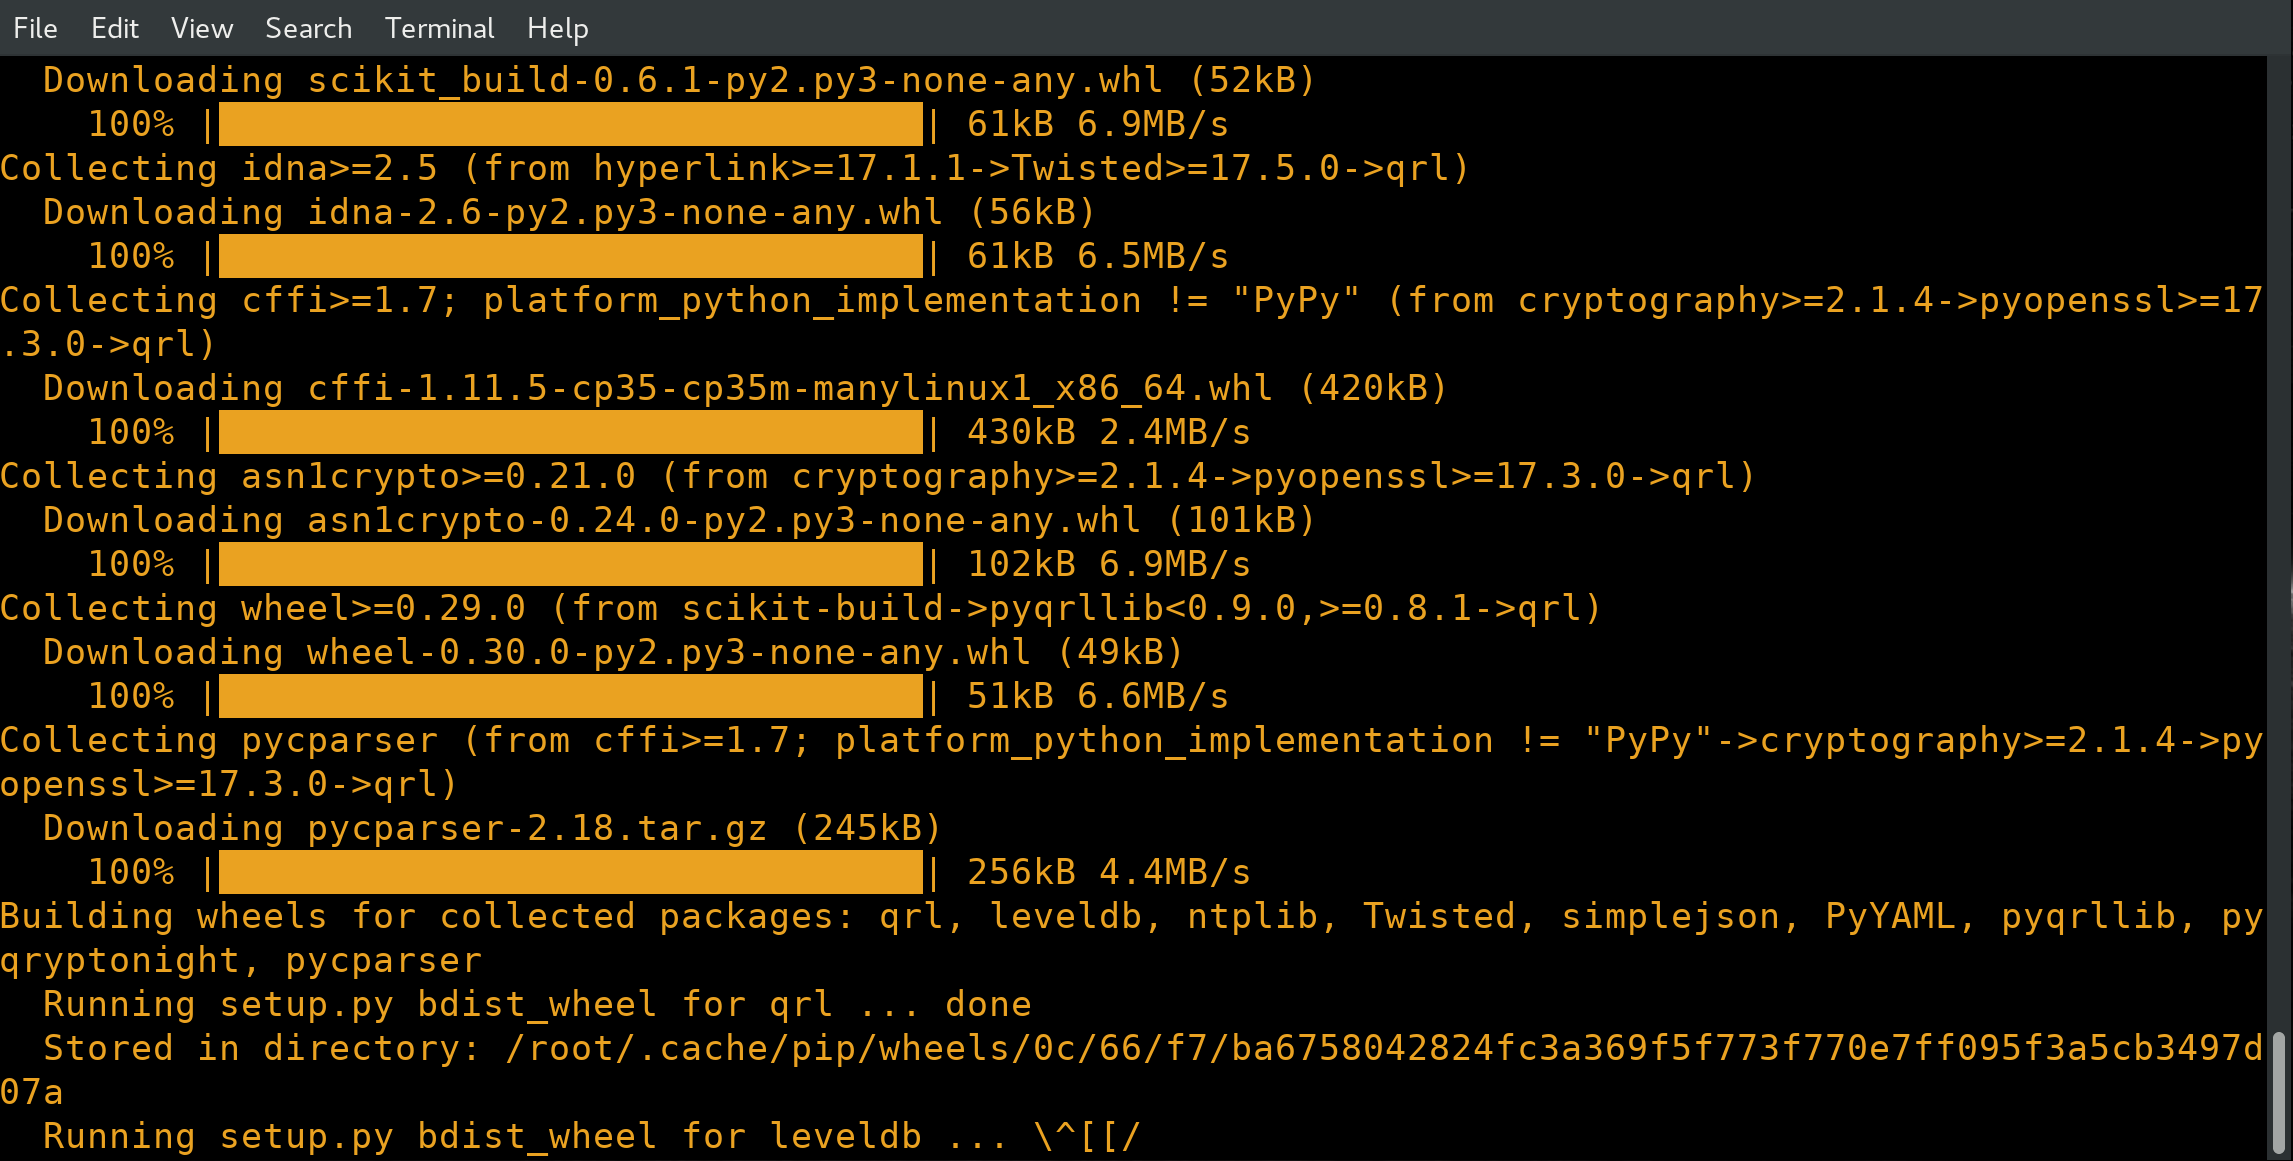 File Edit View Search Terminal Help
  Downloading scikit_build-0.6.1-py2.py3-none-any.whl (52kB)
    100% |████████████████████████████████| 61kB 6.9MB/s
Collecting idna>=2.5 (from hyperlink>=17.1.1->Twisted>=17.5.0->qrl)
  Downloading idna-2.6-py2.py3-none-any.whl (56kB)
    100% |████████████████████████████████| 61kB 6.5MB/s
Collecting cffi>=1.7; platform_python_implementation != "PyPy" (from cryptography>=2.1.4->pyopenssl>=17
.3.0->qrl)
  Downloading cffi-1.11.5-cp35-cp35m-manylinux1_x86_64.whl (420kB)
    100% |████████████████████████████████| 430kB 2.4MB/s
Collecting asn1crypto>=0.21.0 (from cryptography>=2.1.4->pyopenssl>=17.3.0->qrl)
  Downloading asn1crypto-0.24.0-py2.py3-none-any.whl (101kB)
    100% |████████████████████████████████| 102kB 6.9MB/s
Collecting wheel>=0.29.0 (from scikit-build->pyqrllib<0.9.0,>=0.8.1->qrl)
  Downloading wheel-0.30.0-py2.py3-none-any.whl (49kB)
    100% |████████████████████████████████| 51kB 6.6MB/s
Collecting pycparser (from cffi>=1.7; platform_python_implementation != "PyPy"->cryptography>=2.1.4->py
openssl>=17.3.0->qrl)
  Downloading pycparser-2.18.tar.gz (245kB)
    100% |████████████████████████████████| 256kB 4.4MB/s
Building wheels for collected packages: qrl, leveldb, ntplib, Twisted, simplejson, PyYAML, pyqrllib, py
qryptonight, pycparser
  Running setup.py bdist_wheel for qrl ... done
  Stored in directory: /root/.cache/pip/wheels/0c/66/f7/ba6758042824fc3a369f5f773f770e7ff095f3a5cb3497d
07a
  Running setup.py bdist_wheel for leveldb ... \^[[/